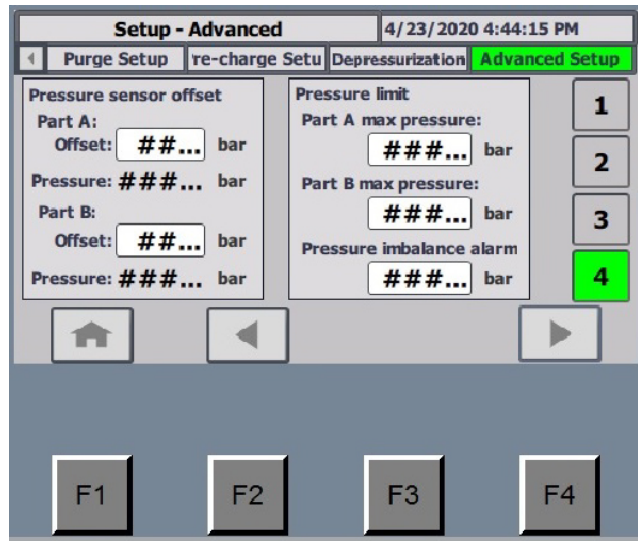 Setup - Advanced
4/23/2020 4:44:15 PM
Purge Setup
're-charge Setu
Depressurization
Advanced Setup
Pressure sensor offset
Part A:
Offset: ##... bar
Pressure: ###... bar
Part B:
Offset: ##... bar
Pressure: ###... bar
Pressure limit
Part A max pressure:
###... bar
Part B max pressure:
###... bar
Pressure imbalance alarm
###... bar
1
2
3
4
F1
F2
F3
F4